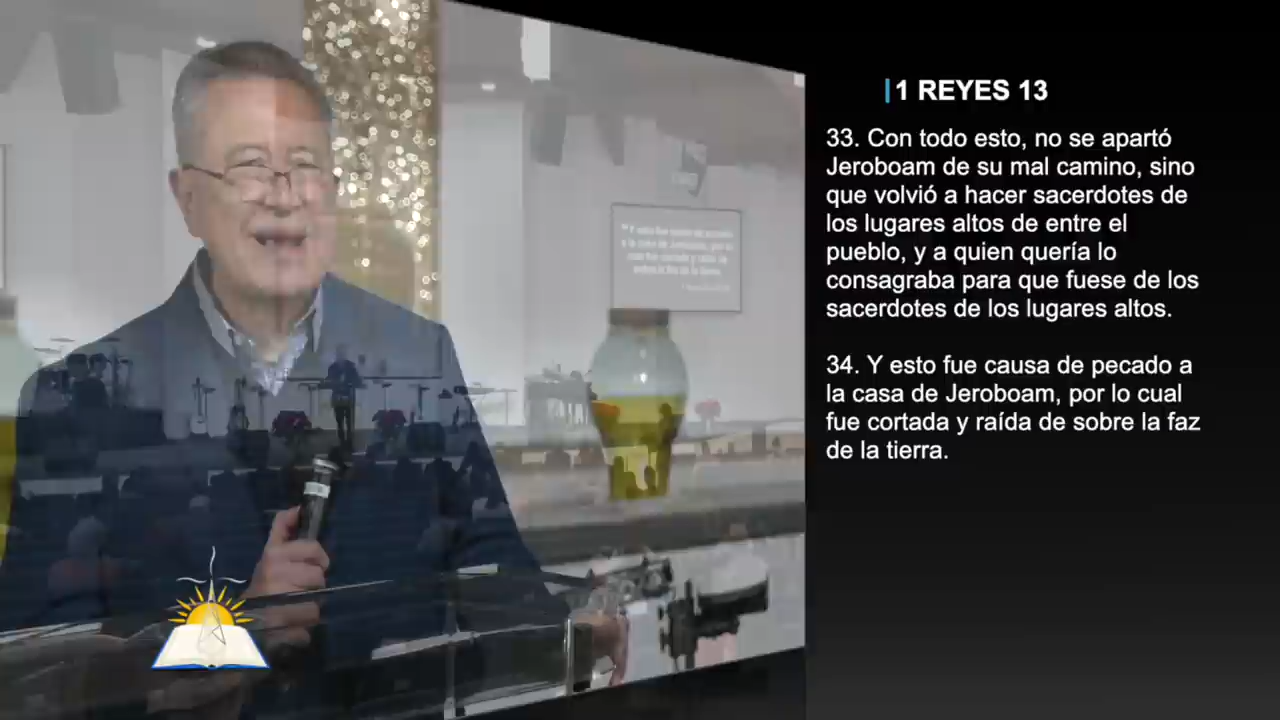 1 REYES 13
33. Con todo esto, no se apartó
Jeroboam de su mal camino, sino
que volvió a hacer sacerdotes de
los lugares altos de entre el
pueblo, y a quien quería lo
consagraba para que fuese de los
sacerdotes de los lugares altos.
34. Y esto fue causa de pecado a
la casa de Jeroboam, por lo cual
fue cortada y raída de sobre la faz
de la tierra.